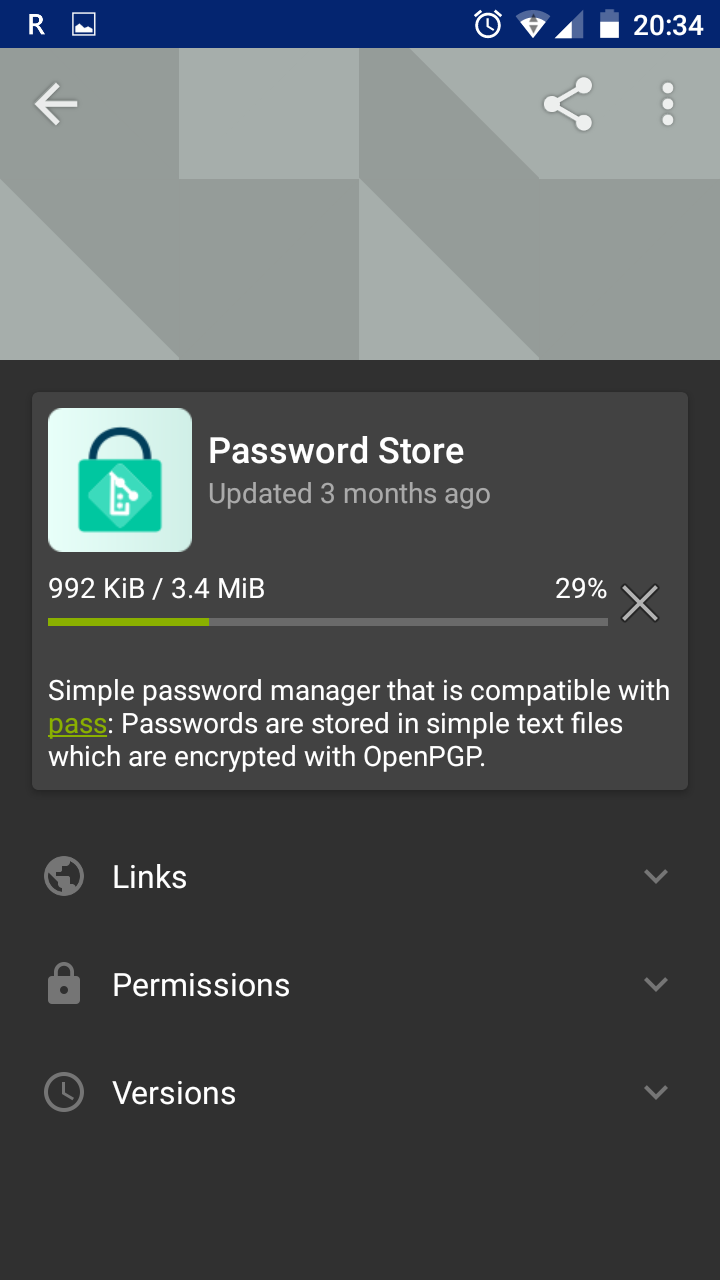 R 20:34
Password Store
Updated 3 months ago
992 KiB / 3.4 MiB 29%
Simple password manager that is compatible with
pass: Passwords are stored in simple text files
which are encrypted with OpenPGP.
Links
Permissions
Versions